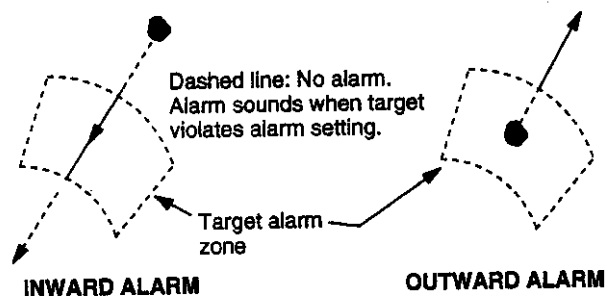 Dashed line: No alarm.
Alarm sounds when target
violates alarm setting.
Target alarm
zone
INWARD ALARM
OUTWARD ALARM